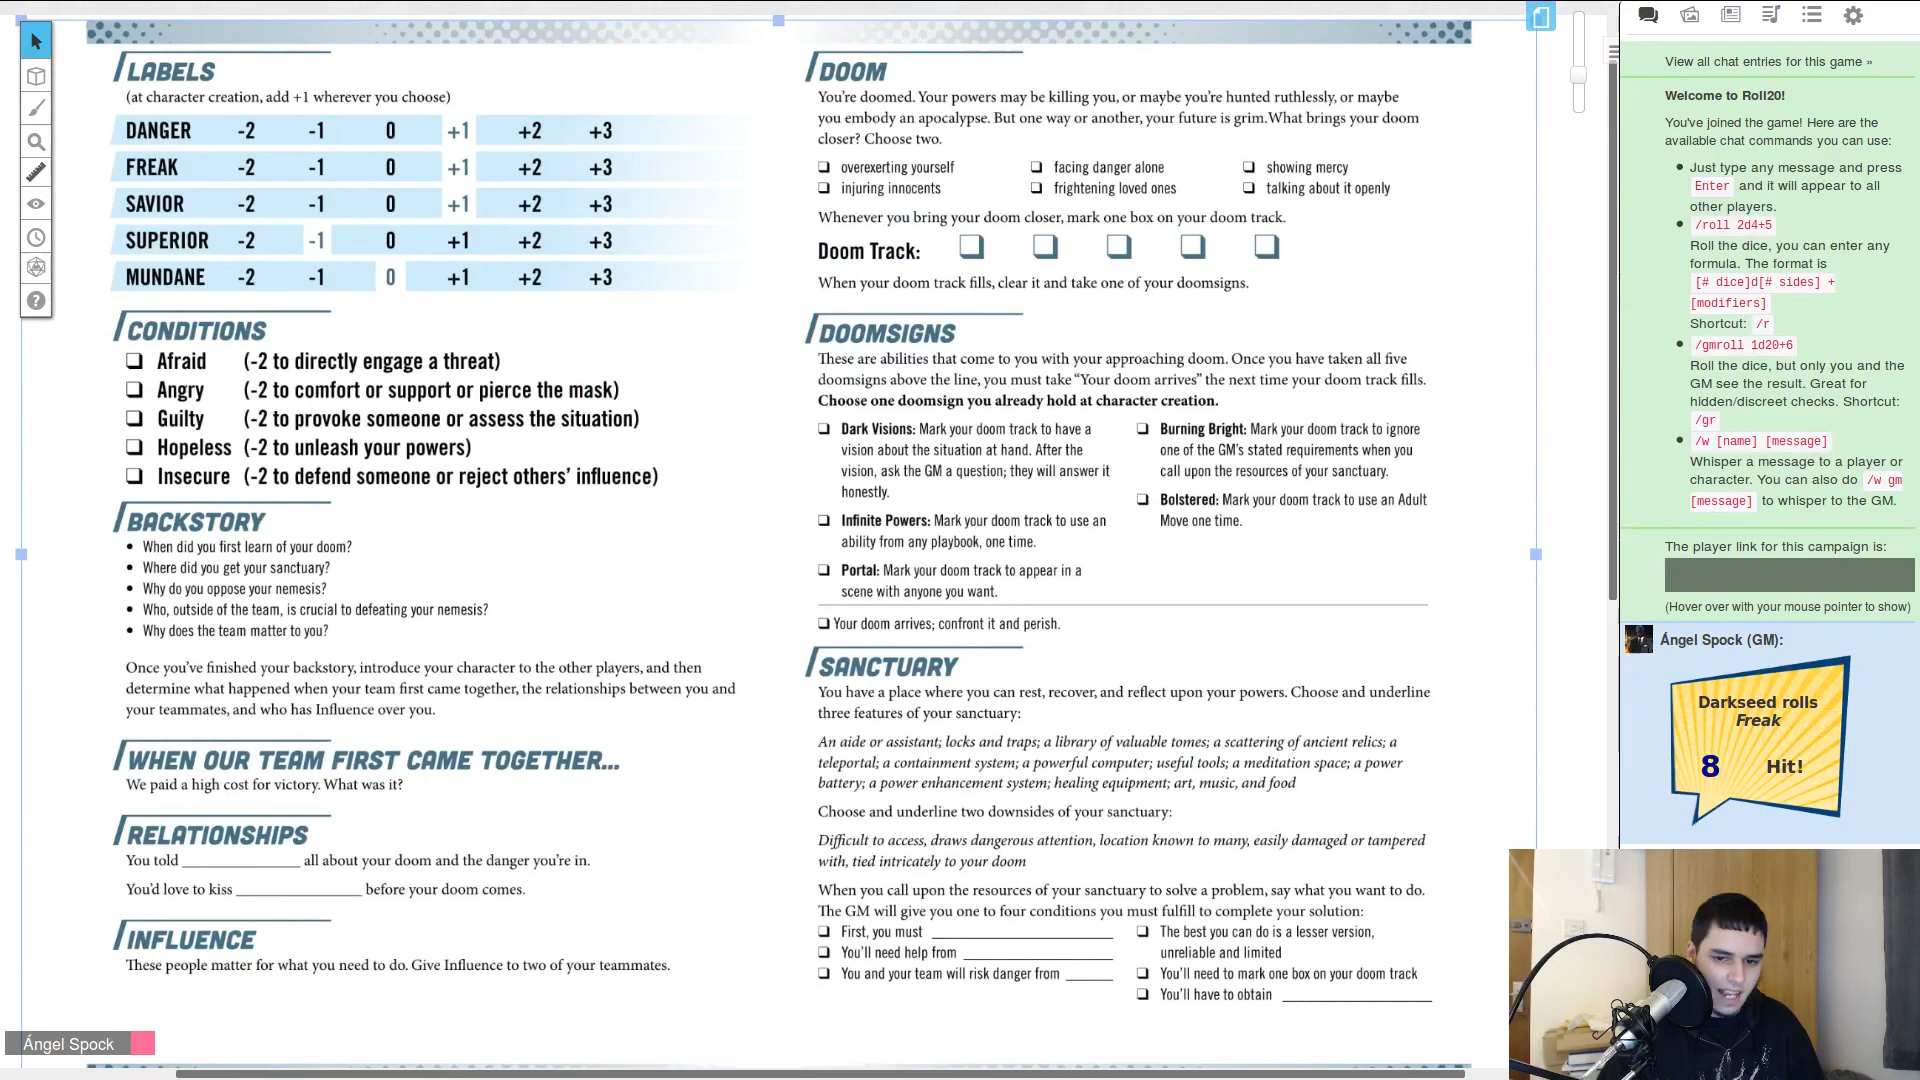 LABELS
(at character creation, add +1 wherever you choose)
DANGER -2 -1 0 +1 +2 +3
FREAK -2 -1 0 +1 +2 +3
SAVIOR -2 -1 0 +1 +2 +3
SUPERIOR -2 -1 0 +1 +2 +3
MUNDANE -2 -1 0 +1 +2 +3
CONDITIONS
Afraid (-2 to directly engage a threat)
Angry (-2 to comfort or support or pierce the mask)
Guilty (-2 to provoke someone or assess the situation)
Hopeless (-2 to unleash your powers)
Insecure (-2 to defend someone or reject others' influence)
BACKSTORY
• When did you first learn of your doom?
• Where did you get your sanctuary?
• Why do you oppose your nemesis?
• Who, outside of the team, is crucial to defeating your nemesis?
• Why does the team matter to you?
Once you've finished your backstory, introduce your character to the other players, and then
determine what happened when your team first came together, the relationships between you and
your teammates, and who has Influence over you.
WHEN OUR TEAM FIRST CAME TOGETHER...
We paid a high cost for victory. What was it?
RELATIONSHIPS
You told ______________ all about your doom and the danger you're in.
You'd love to kiss ______________ before your doom comes.
INFLUENCE
These people matter for what you need to do. Give Influence to two of your teammates.
Ángel Spock
DOOM
You're doomed. Your powers may be killing you, or maybe you're hunted ruthlessly, or maybe
you embody an apocalypse. But one way or another, your future is grim.What brings your doom
closer? Choose two.
overexerting yourself facing danger alone showing mercy
injuring innocents frightening loved ones talking about it openly
Whenever you bring your doom closer, mark one box on your doom track.
Doom Track:
When your doom track fills, clear it and take one of your doomsigns.
DOOMSIGNS
These are abilities that come to you with your approaching doom. Once you have taken all five
doomsigns above the line, you must take “Your doom arrives” the next time your doom track fills.
Choose one doomsign you already hold at character creation.
Dark Visions: Mark your doom track to have a
vision about the situation at hand. After the
vision, ask the GM a question; they will answer it
honestly.
Infinite Powers: Mark your doom track to use an
ability from any playbook, one time.
Portal: Mark your doom track to appear in a
scene with anyone you want.
Burning Bright: Mark your doom track to ignore
one of the GM's stated requirements when you
call upon the resources of your sanctuary.
Bolstered: Mark your doom track to use an Adult
Move one time.
Your doom arrives; confront it and perish.
SANCTUARY
You have a place where you can rest, recover, and reflect upon your powers. Choose and underline
three features of your sanctuary:
An aide or assistant; locks and traps; a library of valuable tomes; a scattering of ancient relics; a
teleportal; a containment system; a powerful computer; useful tools; a meditation space; a power
battery; a power enhancement system; healing equipment; art, music, and food
Choose and underline two downsides of your sanctuary:
Difficult to access, draws dangerous attention, location known to many, easily damaged or tampered
with, tied intricately to your doom
When you call upon the resources of your sanctuary to solve a problem, say what you want to do.
The GM will give you one to four conditions you must fulfill to complete your solution:
First, you must ______________
You'll need help from ______________
You and your team will risk danger from ______
The best you can do is a lesser version,
unreliable and limited
You'll need to mark one box on your doom track
You'll have to obtain ______________
View all chat entries for this game »
Welcome to Roll20!
You've joined the game! Here are the
available chat commands you can use:
• Just type any message and press
Enter and it will appear to all
other players.
• /roll 2d4+5
Roll the dice, you can enter any
formula. The format is
[# dice]d[# sides] +
[modifiers]
Shortcut: /r
• /gmroll 1d20+6
Roll the dice, but only you and the
GM see the result. Great for
hidden/discreet checks. Shortcut:
/gr
• /w [name] [message]
Whisper a message to a player or
character. You can also do /w gm
[message] to whisper to the GM.
The player link for this campaign is:
(Hover over with your mouse pointer to show)
Ángel Spock (GM):
Darkseed rolls
Freak
8 Hit!